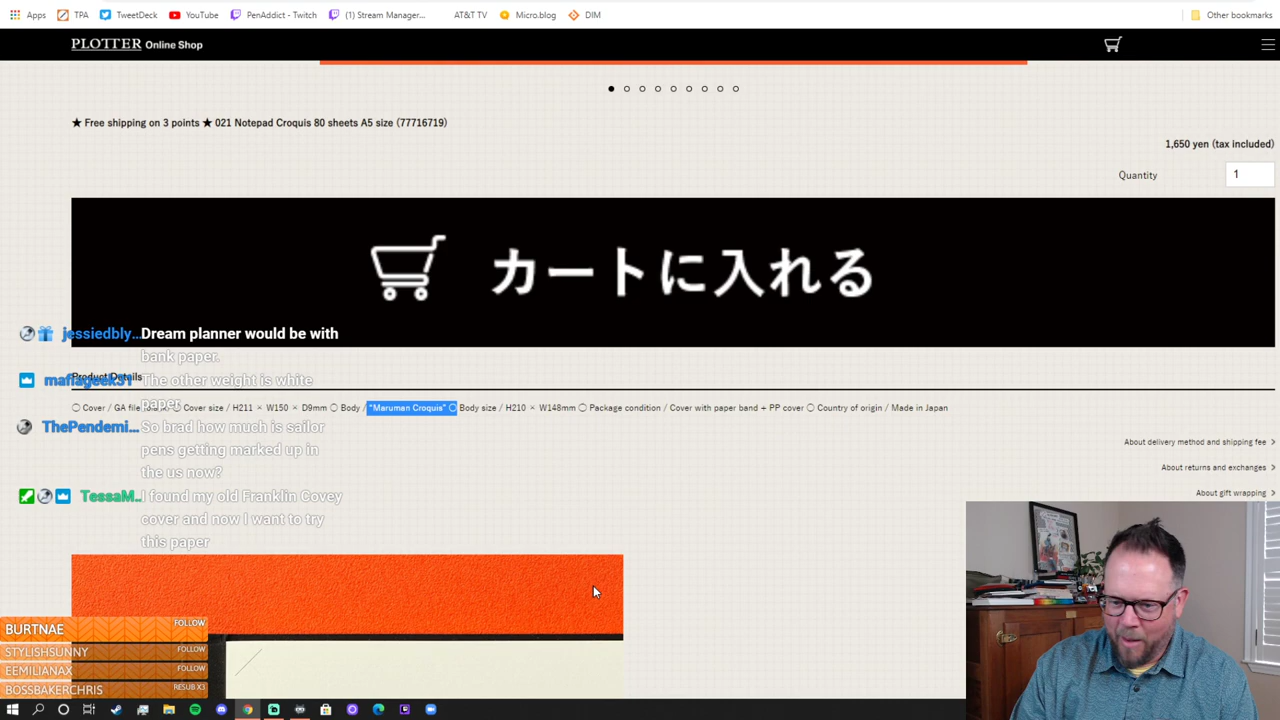 Apps TPA TweetDeck YouTube PenAddict - Twitch (1) Stream Manager... AT&T TV Micro.blog DIM Other bookmarks
PLOTTER Online Shop
★ Free shipping on 3 points ★ 021 Notepad Croquis 80 sheets A5 size (77716719)
1,650 yen (tax included)
Quantity 1
カートに入れる
jessiedbly... Dream planner would be with
bank paper.
Product Details
mafiageek31 The other weight is white
paper
○ Cover / GA file ○ Cover size / H211 × W150 × D9mm ○ Body / "Maruman Croquis" ○ Body size / H210 × W148mm ○ Package condition / Cover with paper band + PP cover ○ Country of origin / Made in Japan
ThePendemi... So brad how much is sailor
pens getting marked up in
the us now?
About delivery method and shipping fee >
About returns and exchanges >
About gift wrapping >
TessaM.. I found my old Franklin Covey
cover and now I want to try
this paper
BURTNAE FOLLOW
STYLISHSUNNY FOLLOW
EEMILIANAX FOLLOW
BOSSBAKERCHRIS RESUB X3